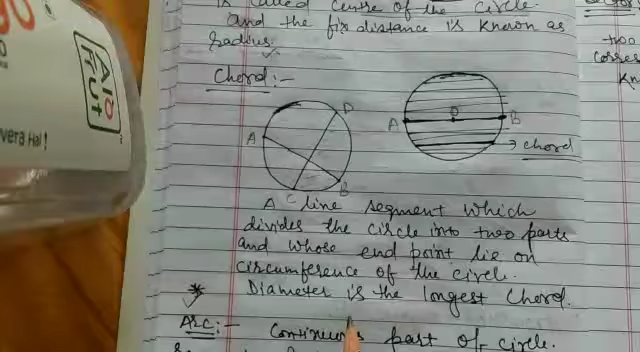 is called centre of the circle.
and the fix distance is known as
radius.
Chord:-
A
D
C
B
A
O
B
→ chord
A line segment which
divides the circle into two parts
and whose end point lie on
circumference of the circle.
* Diameter is the longest Chord.
Arc:- Continuous part of circle.
two
Alo
Frut
vera Hai!